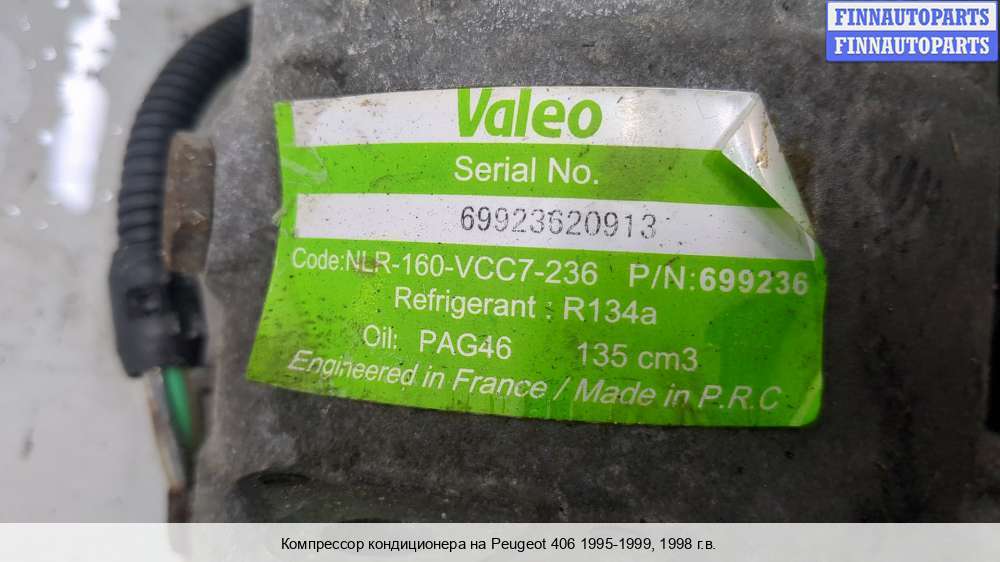 FINNAUTOPARTS
FINNAUTOPARTS
Valeo
Serial No.
69923620913
Code:NLR-160-VCC7-236 P/N:699236
Refrigerant : R134a
Oil: PAG46 135 cm3
Engineered in France / Made in P.R.C
Компрессор кондиционера на Peugeot 406 1995-1999, 1998 г.в.